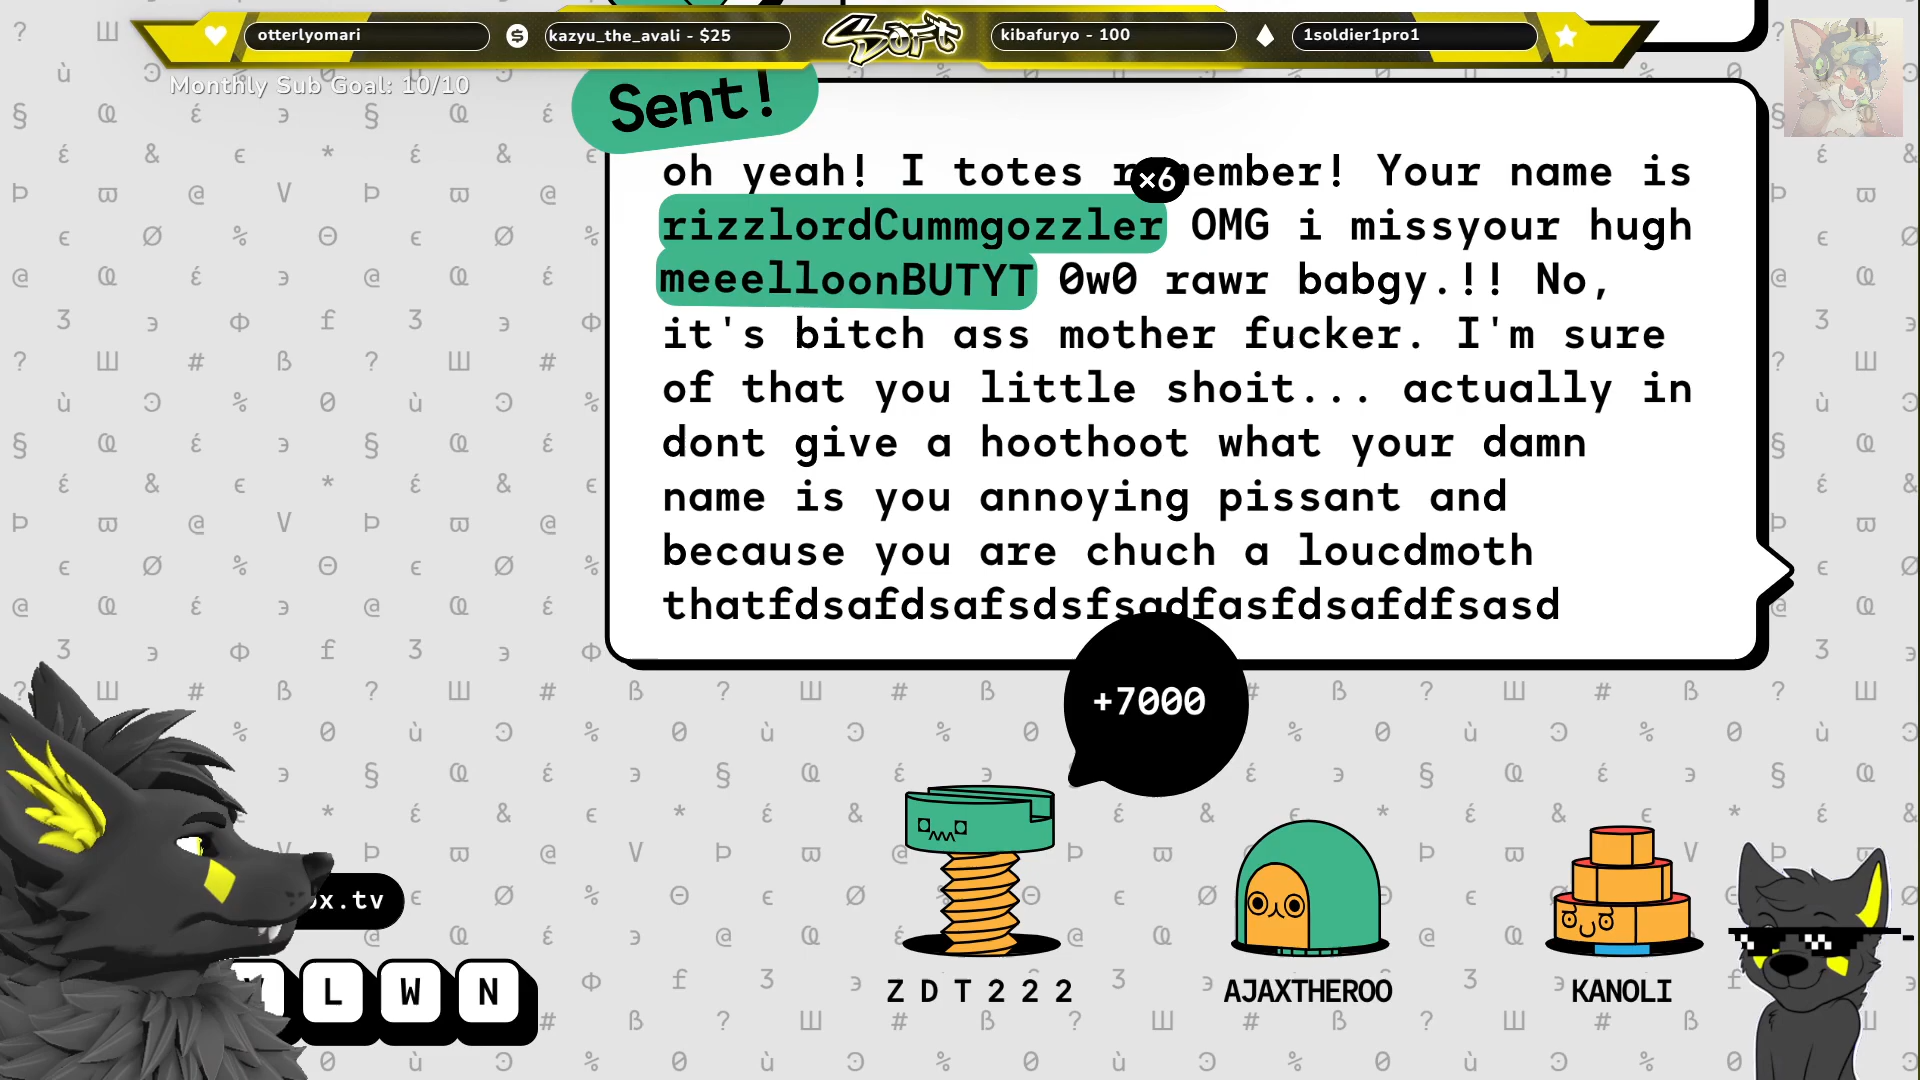 otterlyomari
kazyu_the_avali - $25
Soft
kibafuryo - 100
1soldier1pro1
Monthly Sub Goal: 10/10
Sent!
oh yeah! I totes remember! Your name is
×6
rizzlordCummgozzler OMG i missyour hugh
meeelloonBUTYT 0w0 rawr babgy.!! No,
it's bitch ass mother fucker. I'm sure
of that you little shoit... actually in
dont give a hoothoot what your damn
name is you annoying pissant and
because you are chuch a loucdmoth
thatfdsafdsafsdsfsadfasfdsafdfsasd
+7000
ox.tv
L W N
ZDT222
AJAXTHEROO
KANOLI